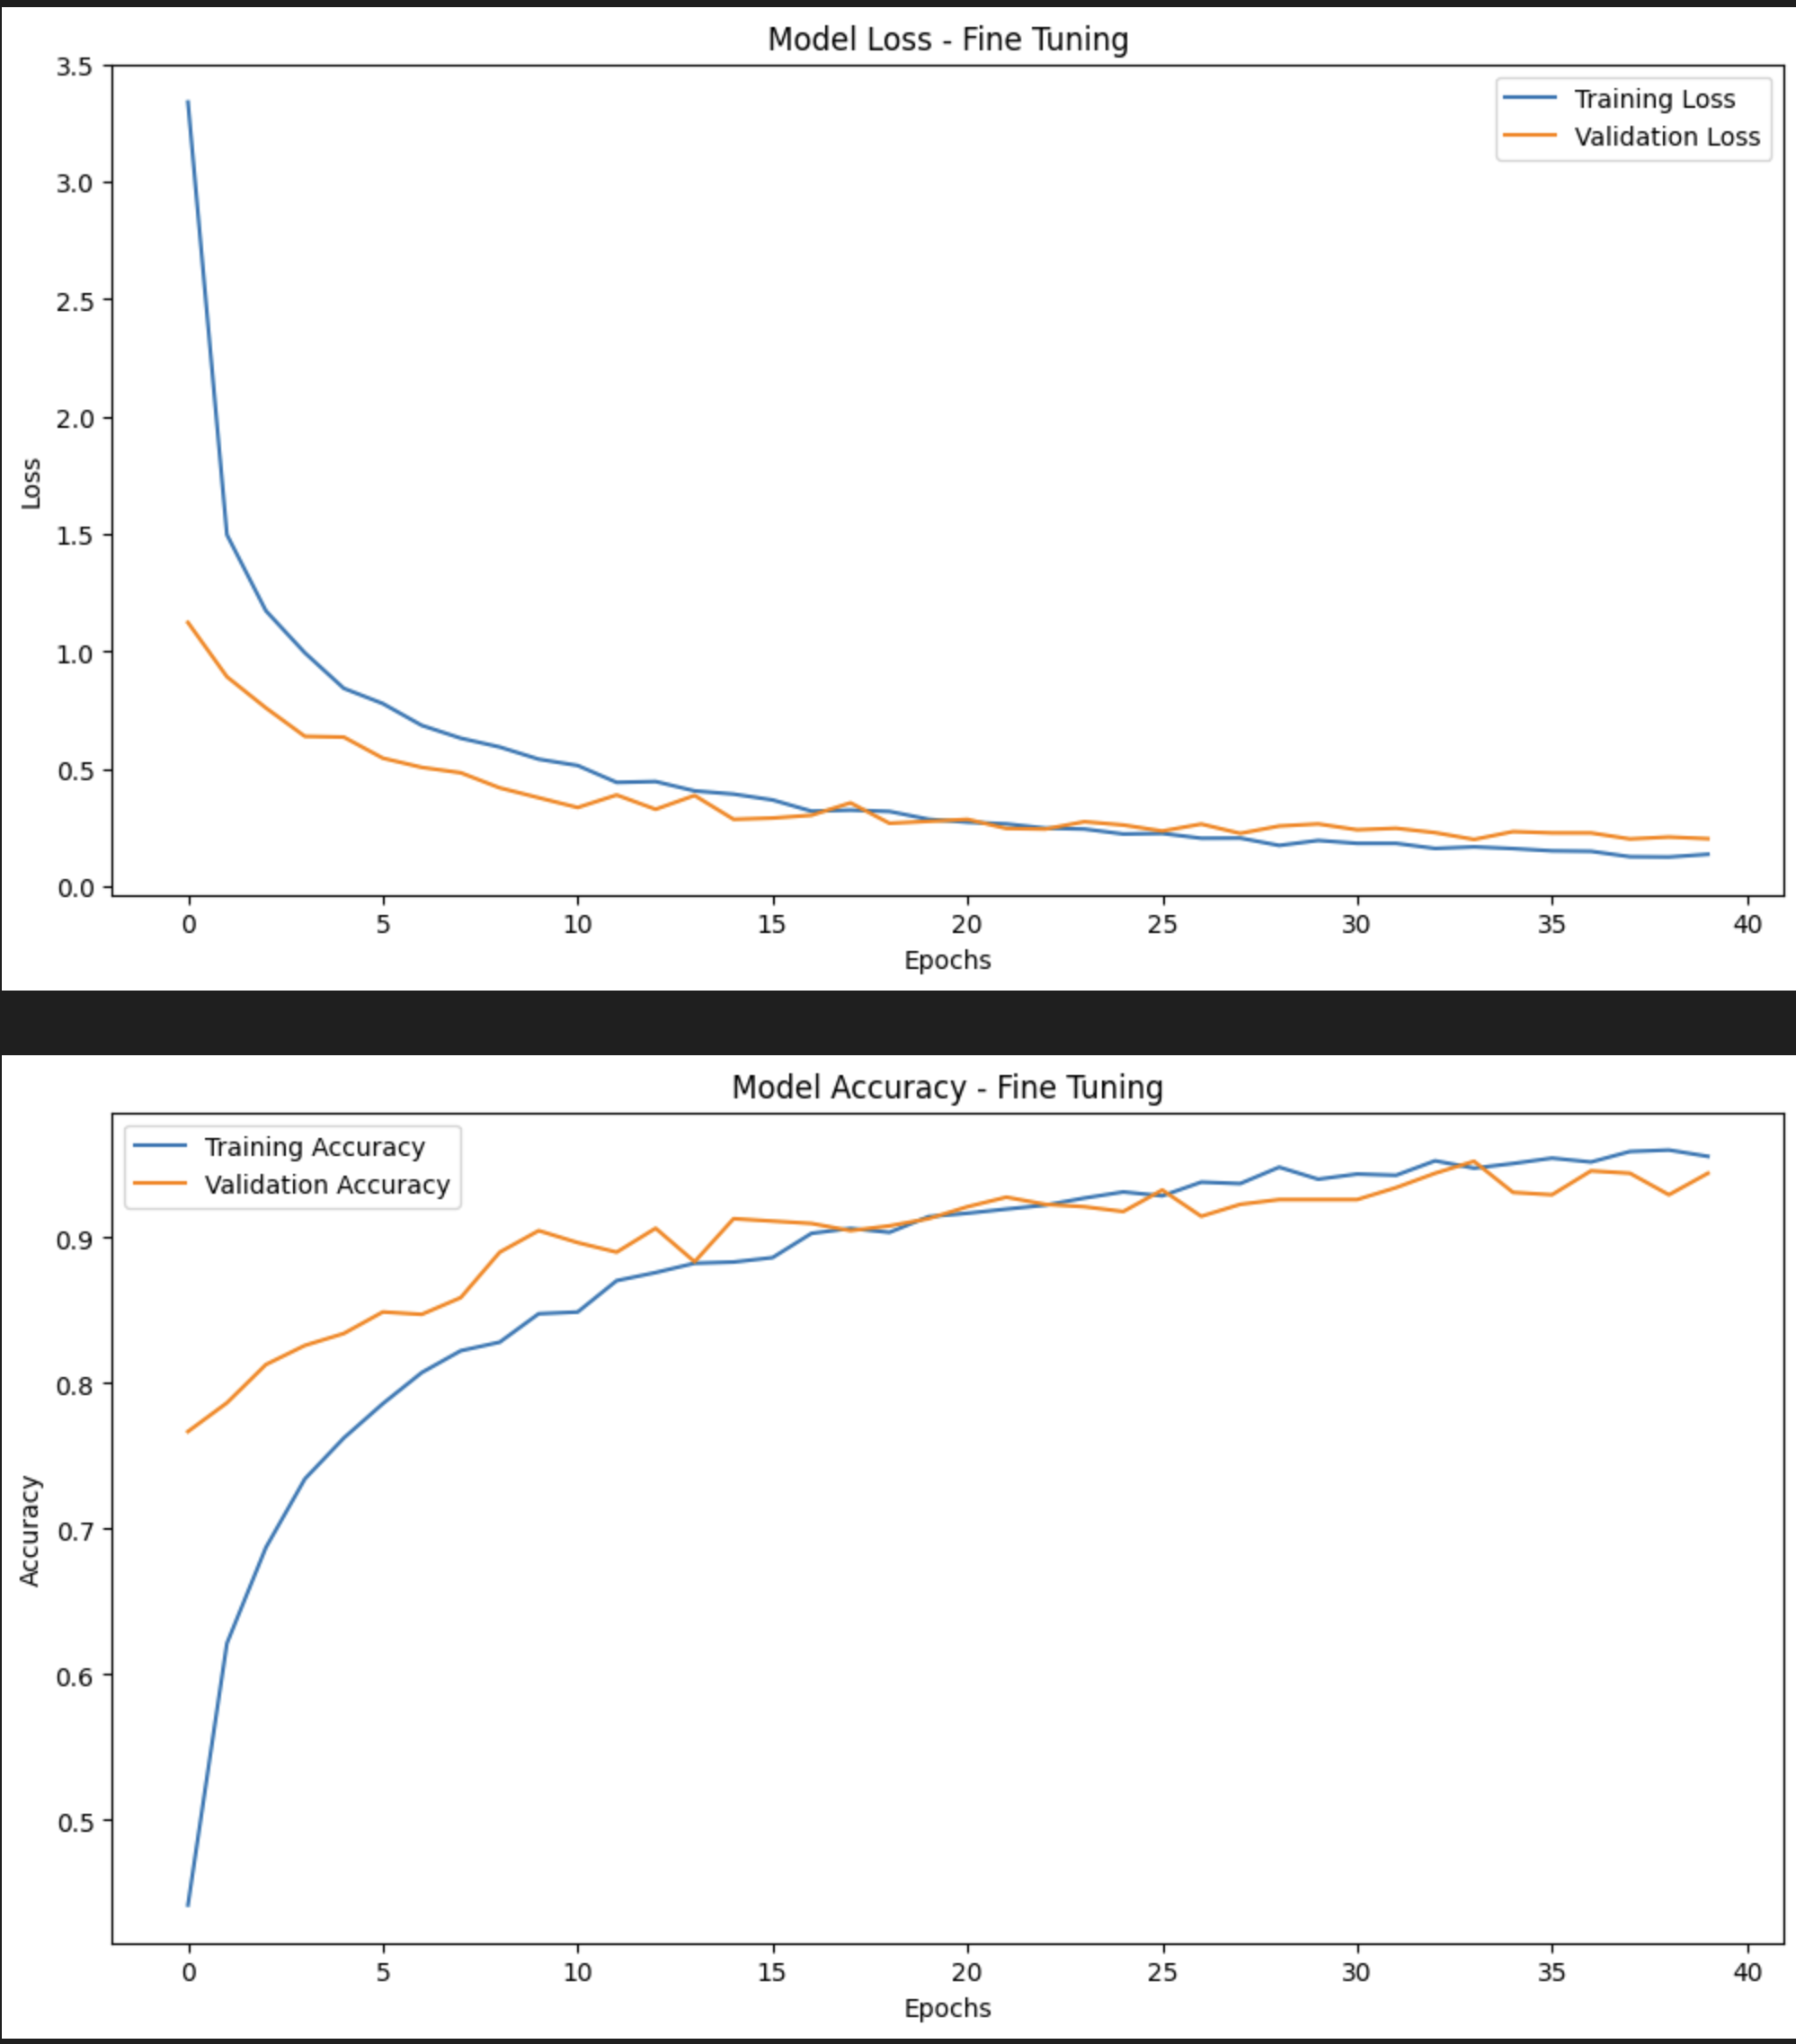 Model Loss - Fine Tuning
3.5
3.0
2.5
2.0
1.5
1.0
0.5
0.0
Loss
Training Loss
Validation Loss
0 5 10 15 20 25 30 35 40
Epochs
Model Accuracy - Fine Tuning
Training Accuracy
Validation Accuracy
0.9
0.8
0.7
0.6
0.5
Accuracy
0 5 10 15 20 25 30 35 40
Epochs